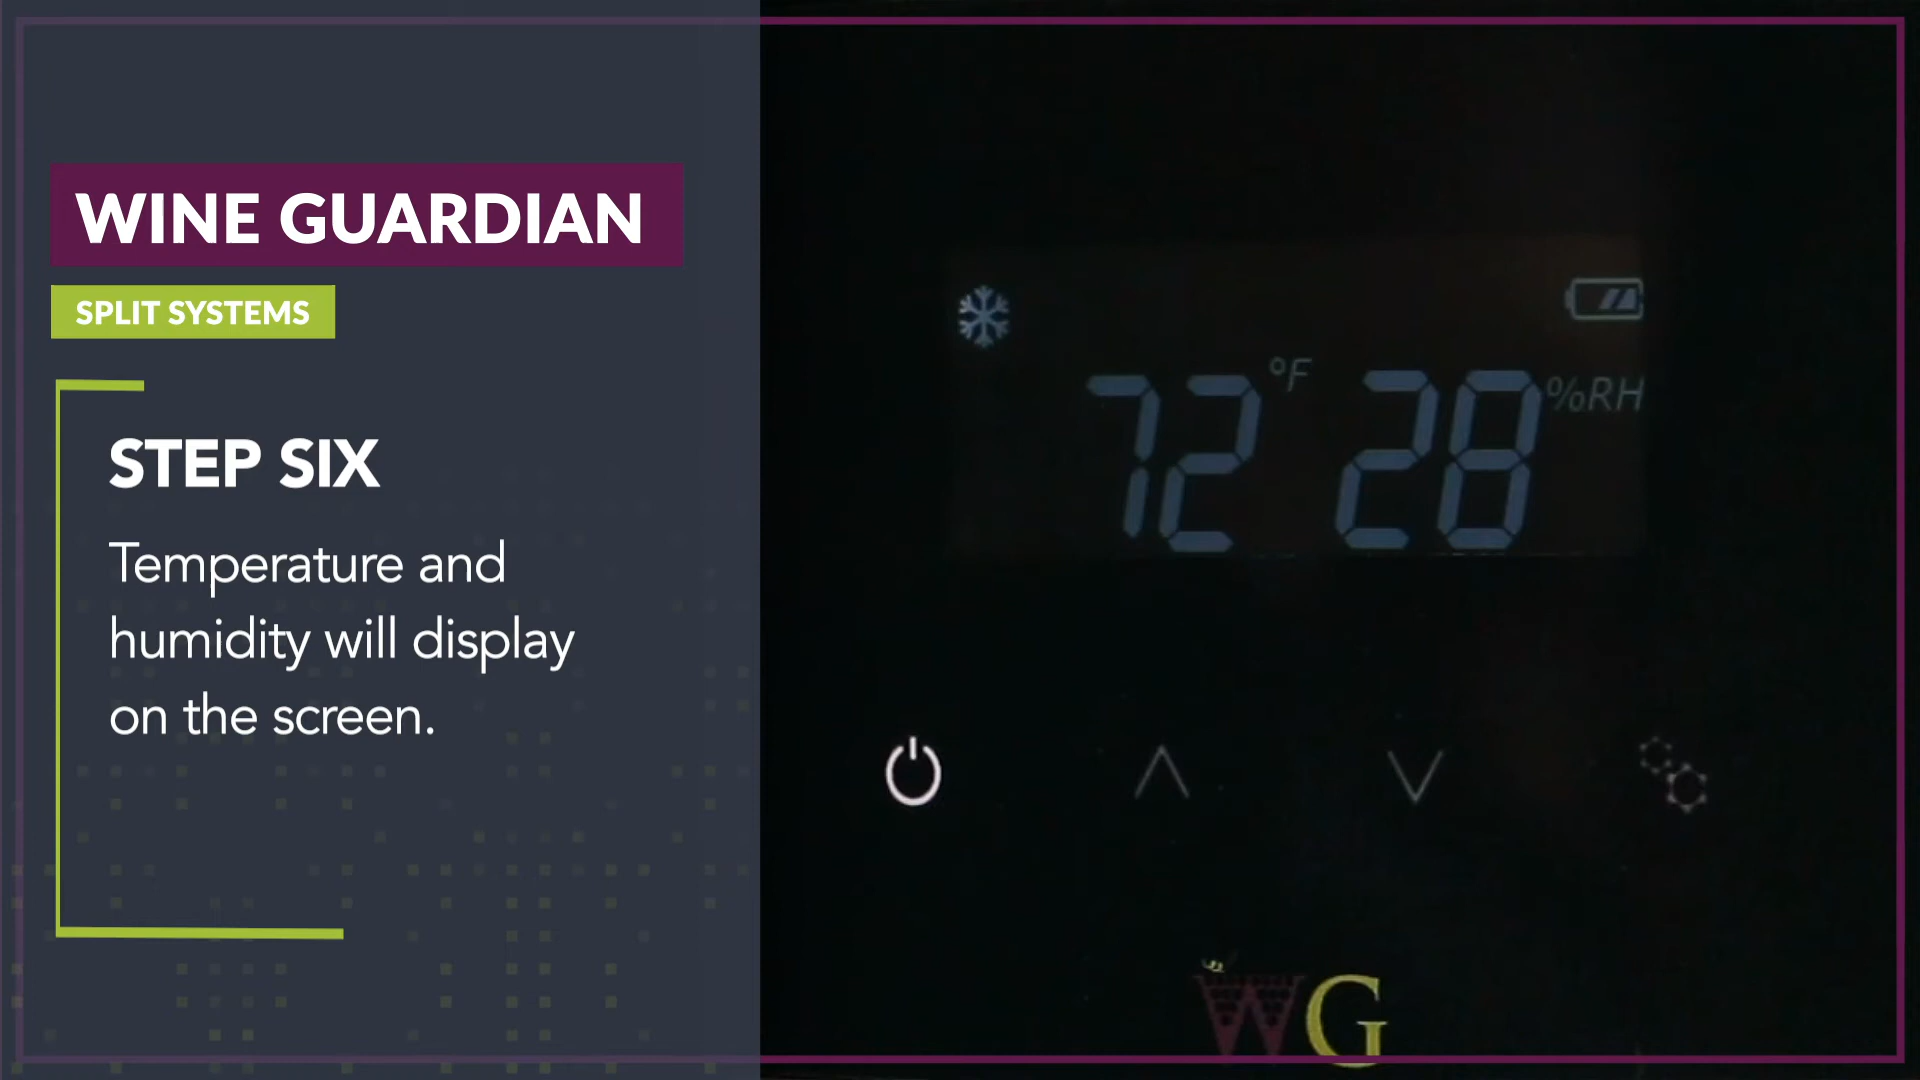 WINE GUARDIAN
SPLIT SYSTEMS
STEP SIX
Temperature and
humidity will display
on the screen.
72 °F 28 %RH
WG